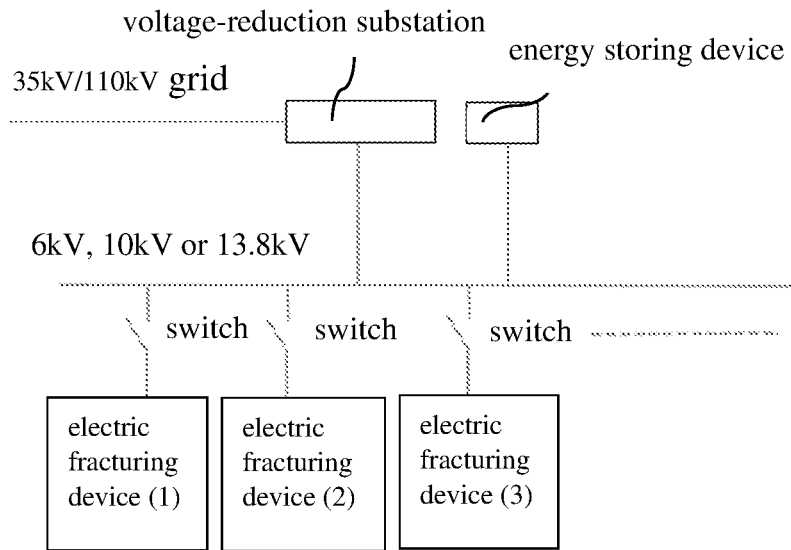 voltage-reduction substation
energy storing device
35kV/110kV grid
6kV, 10kV or 13.8kV
switch
switch
switch
electric
fracturing
device (1)
electric
fracturing
device (2)
electric
fracturing
device (3)